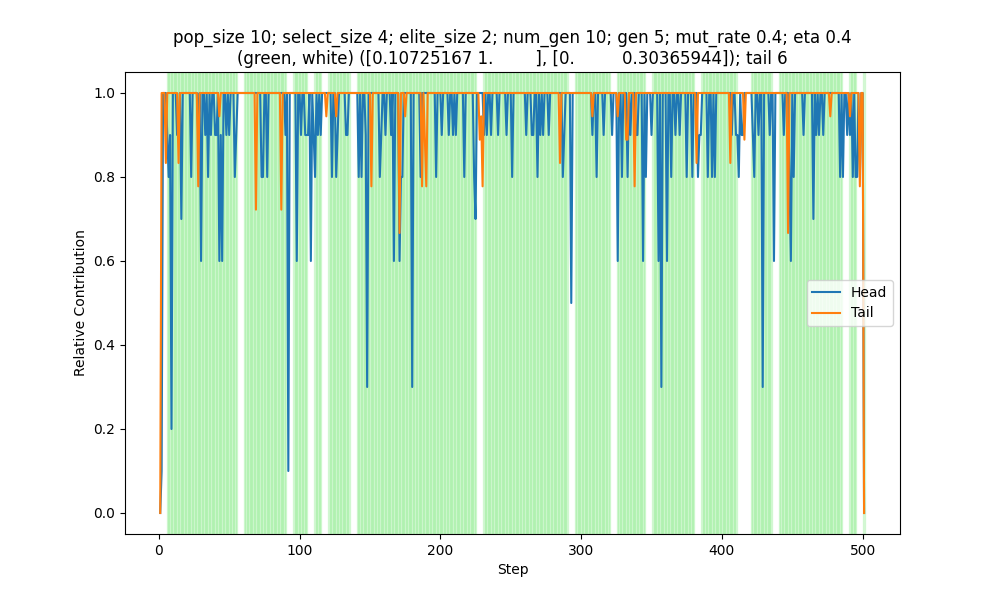 pop_size 10; select_size 4; elite_size 2; num_gen 10; gen 5; mut_rate 0.4; eta 0.4
(green, white) ([0.10725167 1.         ], [0.         0.30365944]); tail 6
1.0
0.8
0.6
0.4
0.2
0.0
Relative Contribution
Head
Tail
0
100
200
300
400
500
Step